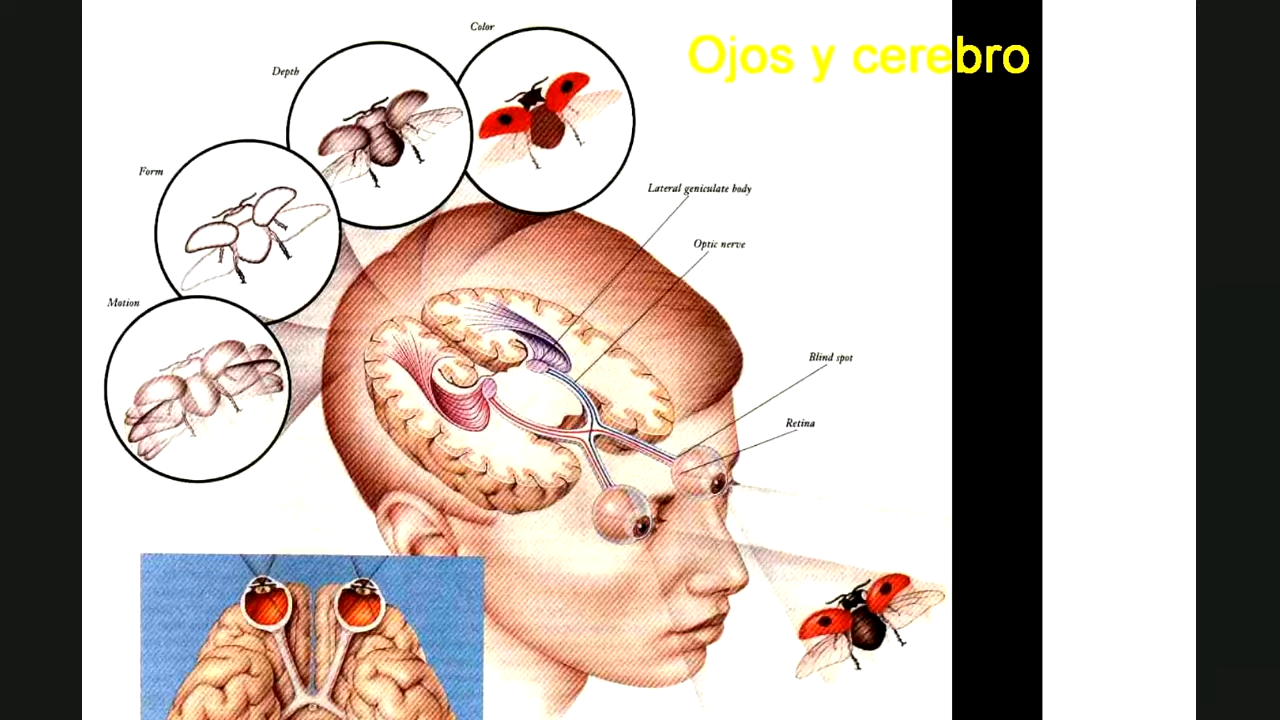 Color
Ojos y cerebro
Depth
Form
Lateral geniculate body
Optic nerve
Motion
Blind spot
Retina